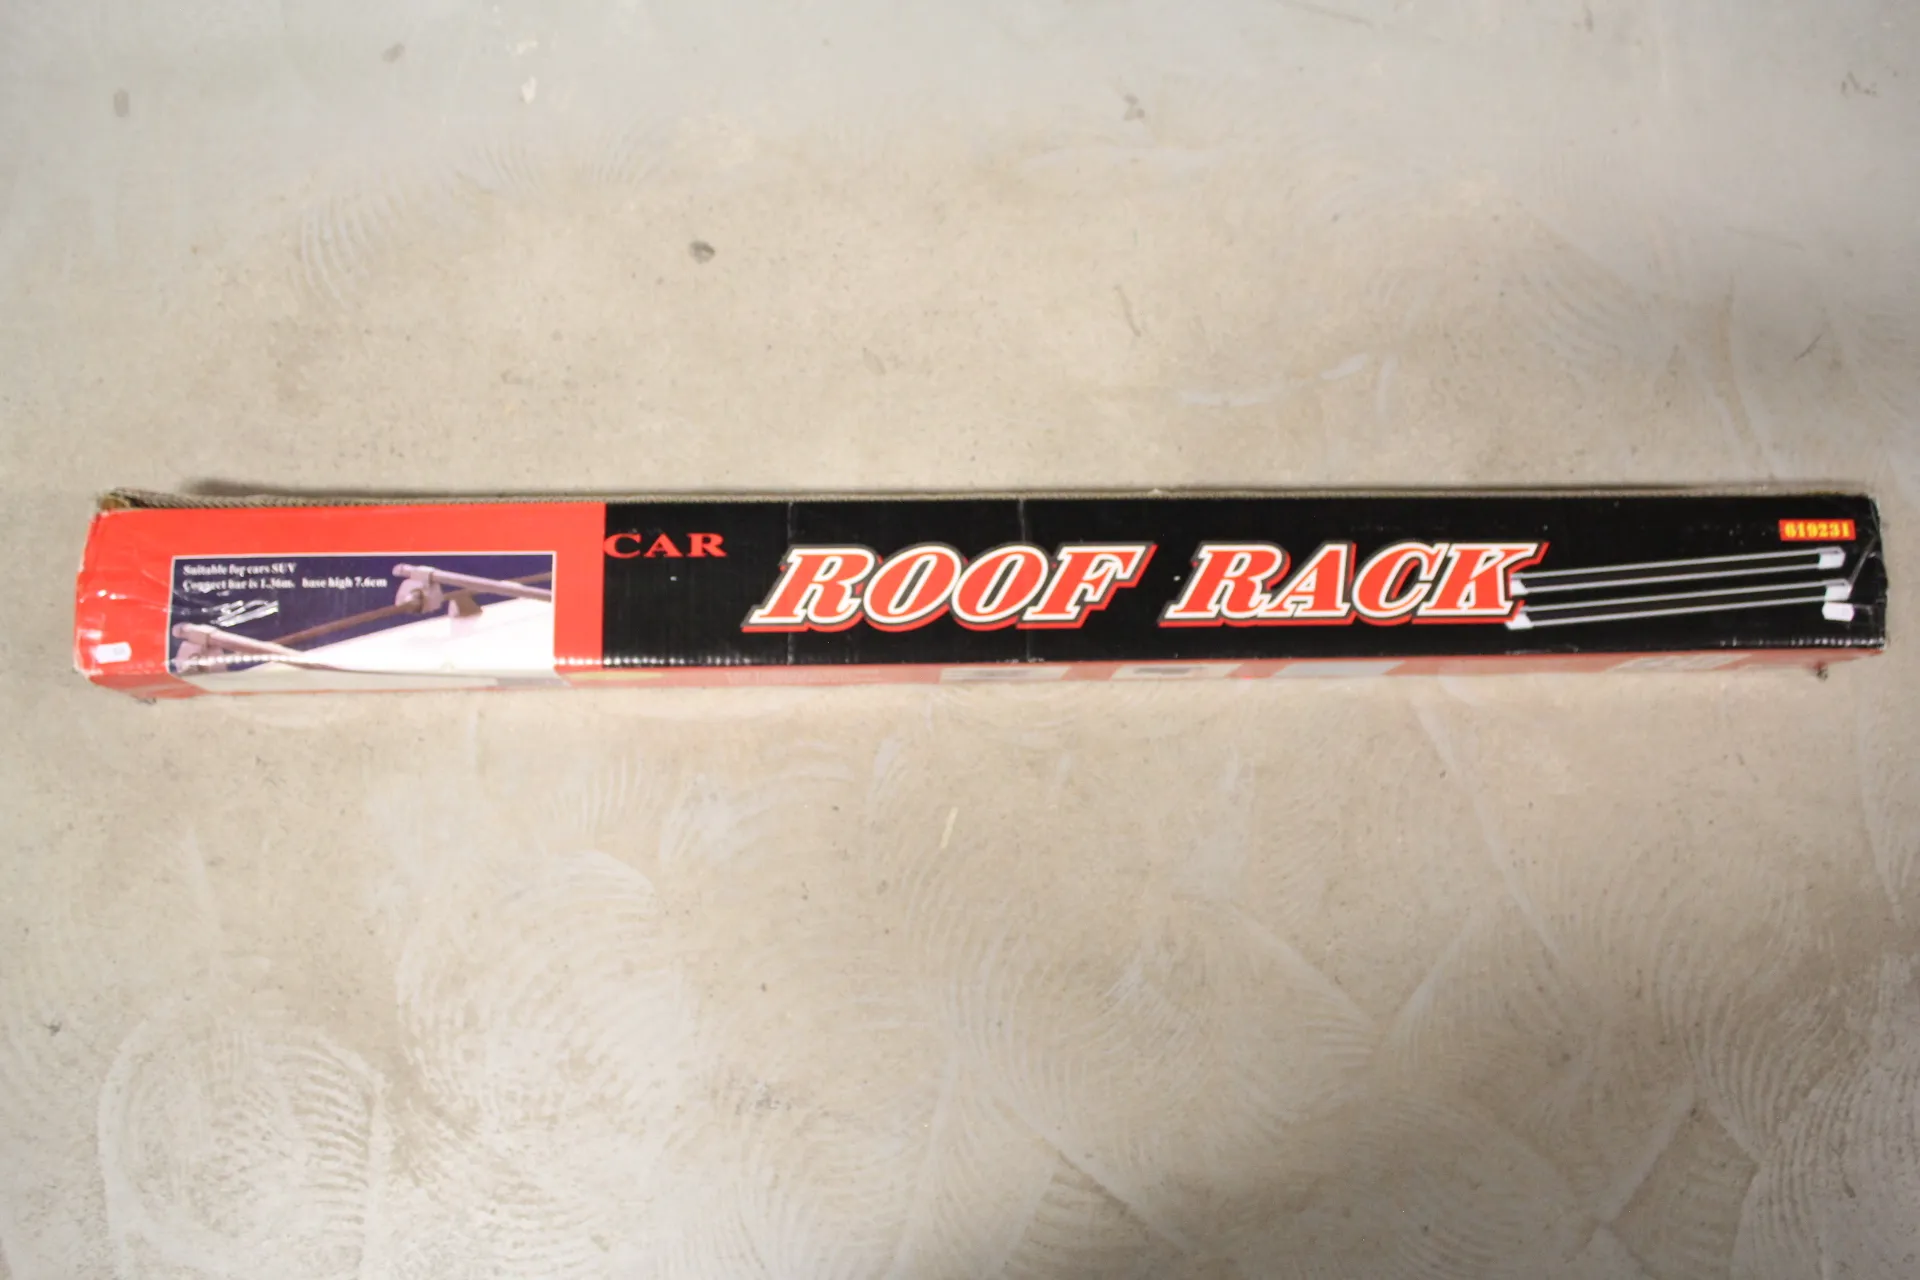 Suitable for cars SUV
Connect bar is 1.36m. base high 7.6cm
CAR
ROOF RACK
619231